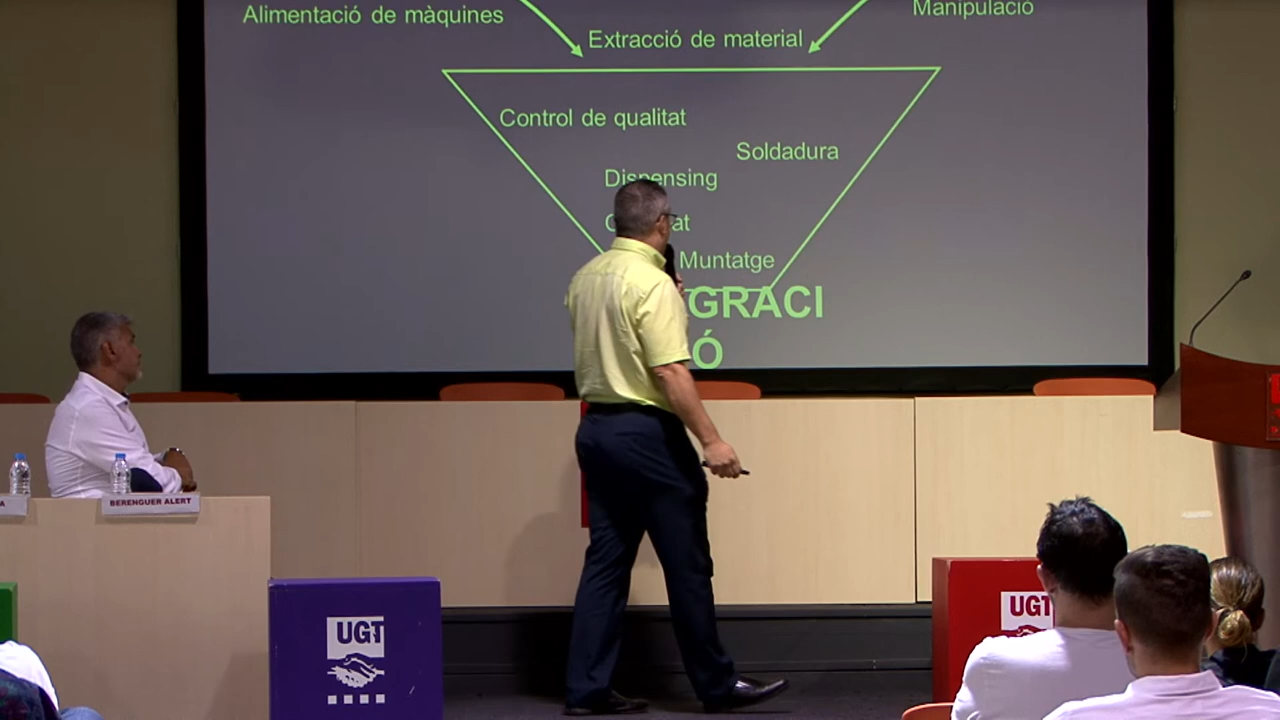 Alimentació de màquines
Manipulació
Extracció de material
Control de qualitat
Soldadura
Dispensing
Muntatge
GRACI
Ó
BERENGUER ALERT
UGT
UGT